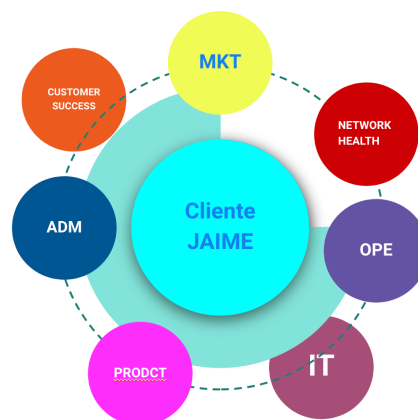 MKT
CUSTOMER
SUCCESS
NETWORK
HEALTH
Cliente
JAIME
ADM
OPE
IT
PRODCT